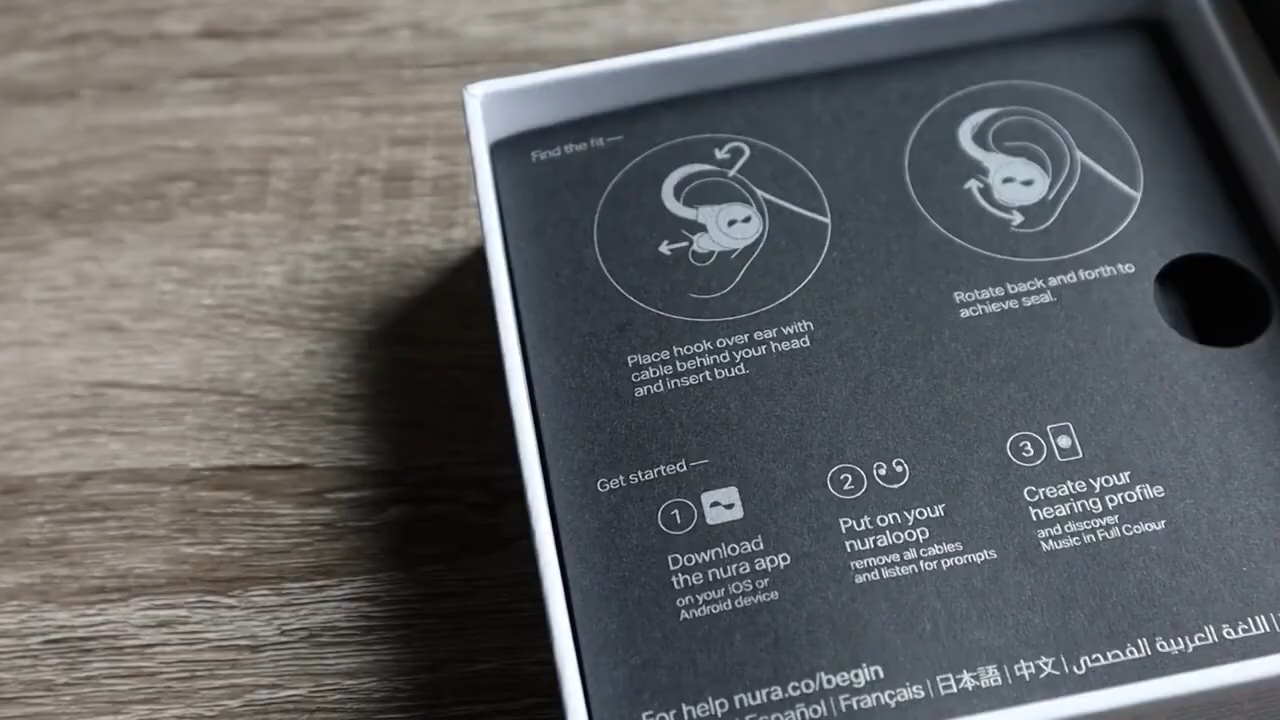 Find the fit—
Place hook over ear with
cable behind your head
and insert bud.
Rotate back and forth to
achieve seal.
Get started—
1
Download
the nura app
on your iOS or
Android device
2
Put on your
nuraloop
remove all cables
and listen for prompts
3
Create your
hearing profile
and discover
Music in Full Colour
For help nura.co/begin
| Español | Français | 日本語 | 中文 | اللغة العربية الفصحى |